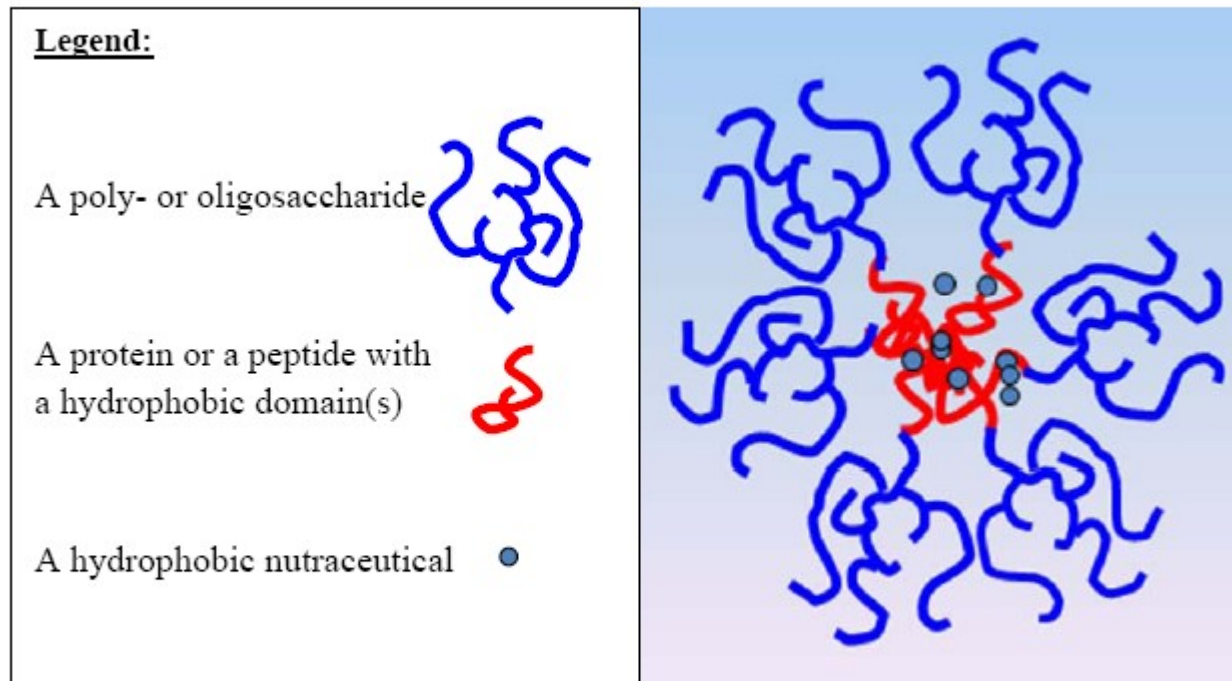 Legend:
A poly- or oligosaccharide
A protein or a peptide with
a hydrophobic domain(s)
A hydrophobic nutraceutical